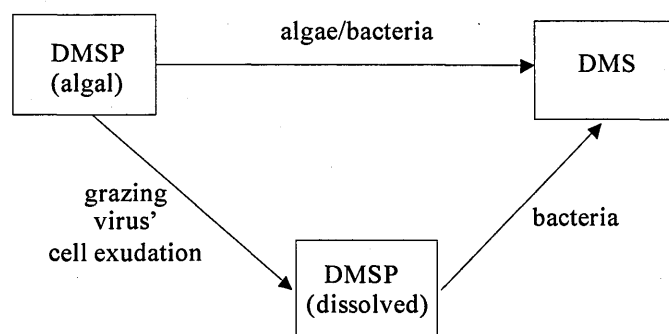 algae/bacteria
DMSP
(algal)
DMS
grazing
virus’
cell exudation
bacteria
DMSP
(dissolved)